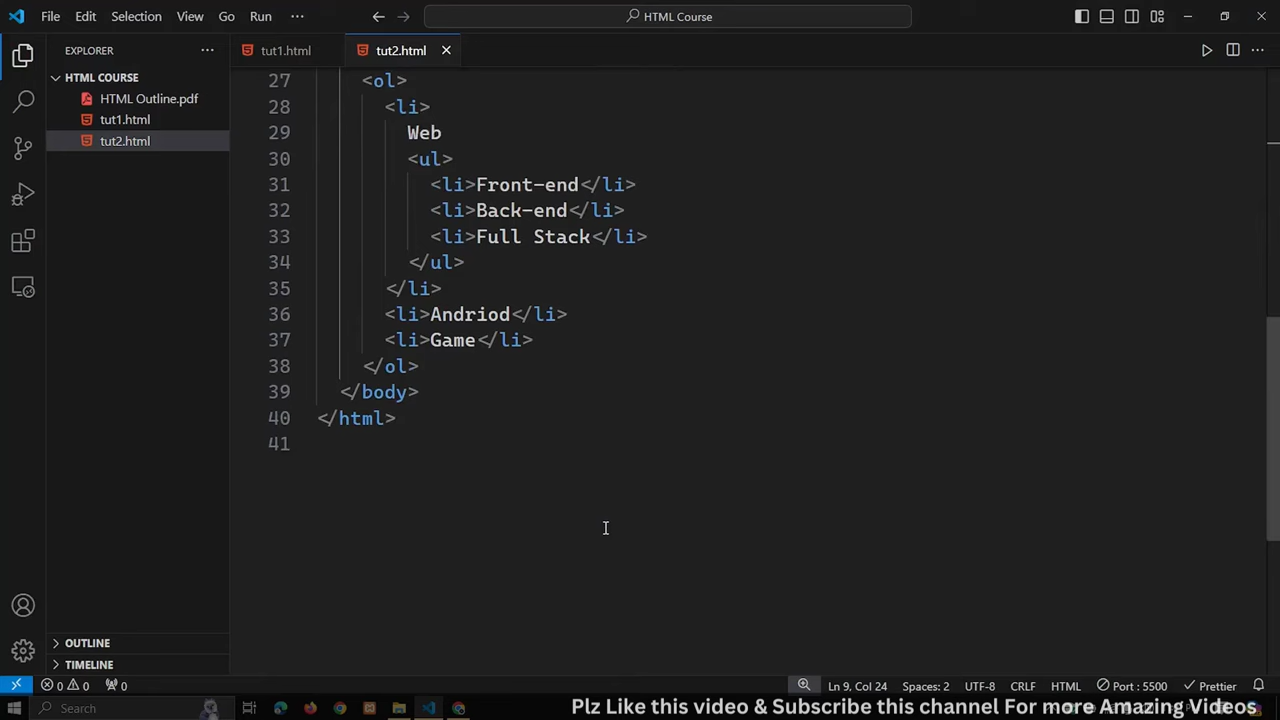 File Edit Selection View Go Run ··· HTML Course
EXPLORER ···
tut1.html tut2.html
HTML COURSE
HTML Outline.pdf
tut1.html
tut2.html
27 <ol>
28 <li>
29 Web
30 <ul>
31 <li>Front-end</li>
32 <li>Back-end</li>
33 <li>Full Stack</li>
34 </ul>
35 </li>
36 <li>Andriod</li>
37 <li>Game</li>
38 </ol>
39 </body>
40 </html>
41
OUTLINE
TIMELINE
0 0 0 Ln 9, Col 24 Spaces: 2 UTF-8 CRLF HTML Port : 5500 Prettier
Search
Plz Like this video & Subscribe this channel For more Amazing Videos